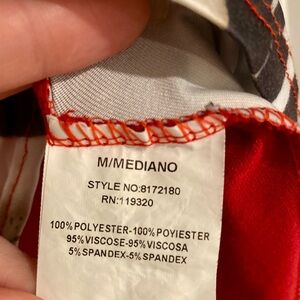 M/MEDIANO
STYLE NO:8172180
RN:119320
100%POLYESTER-100%POYIESTER
95%VISCOSE-95%VISCOSA
5%SPANDEX-5%SPANDEX